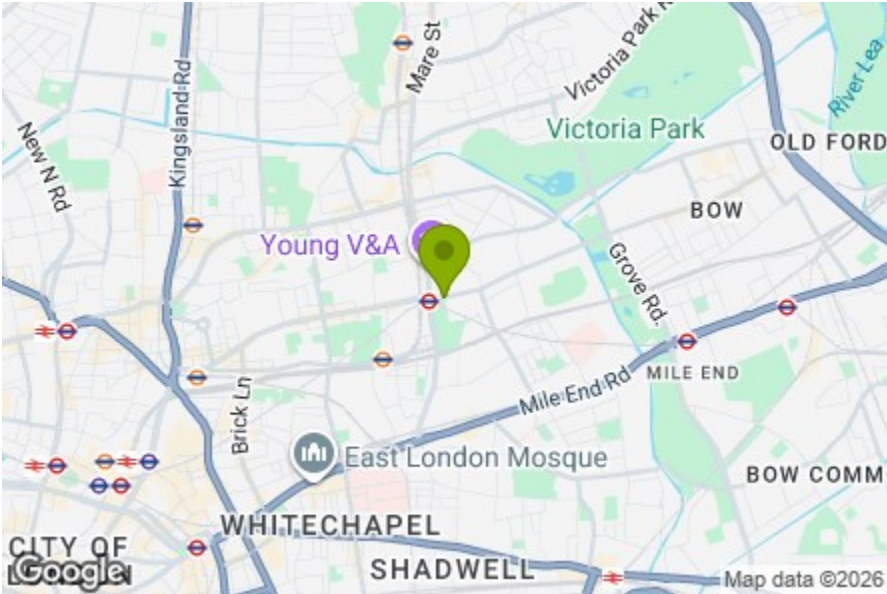 Mare St
Victoria Park R
River Lea
Kingsland Rd
New N Rd
Victoria Park
OLD FORD
BOW
Young V&A
Grove Rd.
MILE END
Mile End Rd
Brick Ln
East London Mosque
BOW COMM
WHITECHAPEL
CITY OF
Google
SHADWELL
Map data ©2026